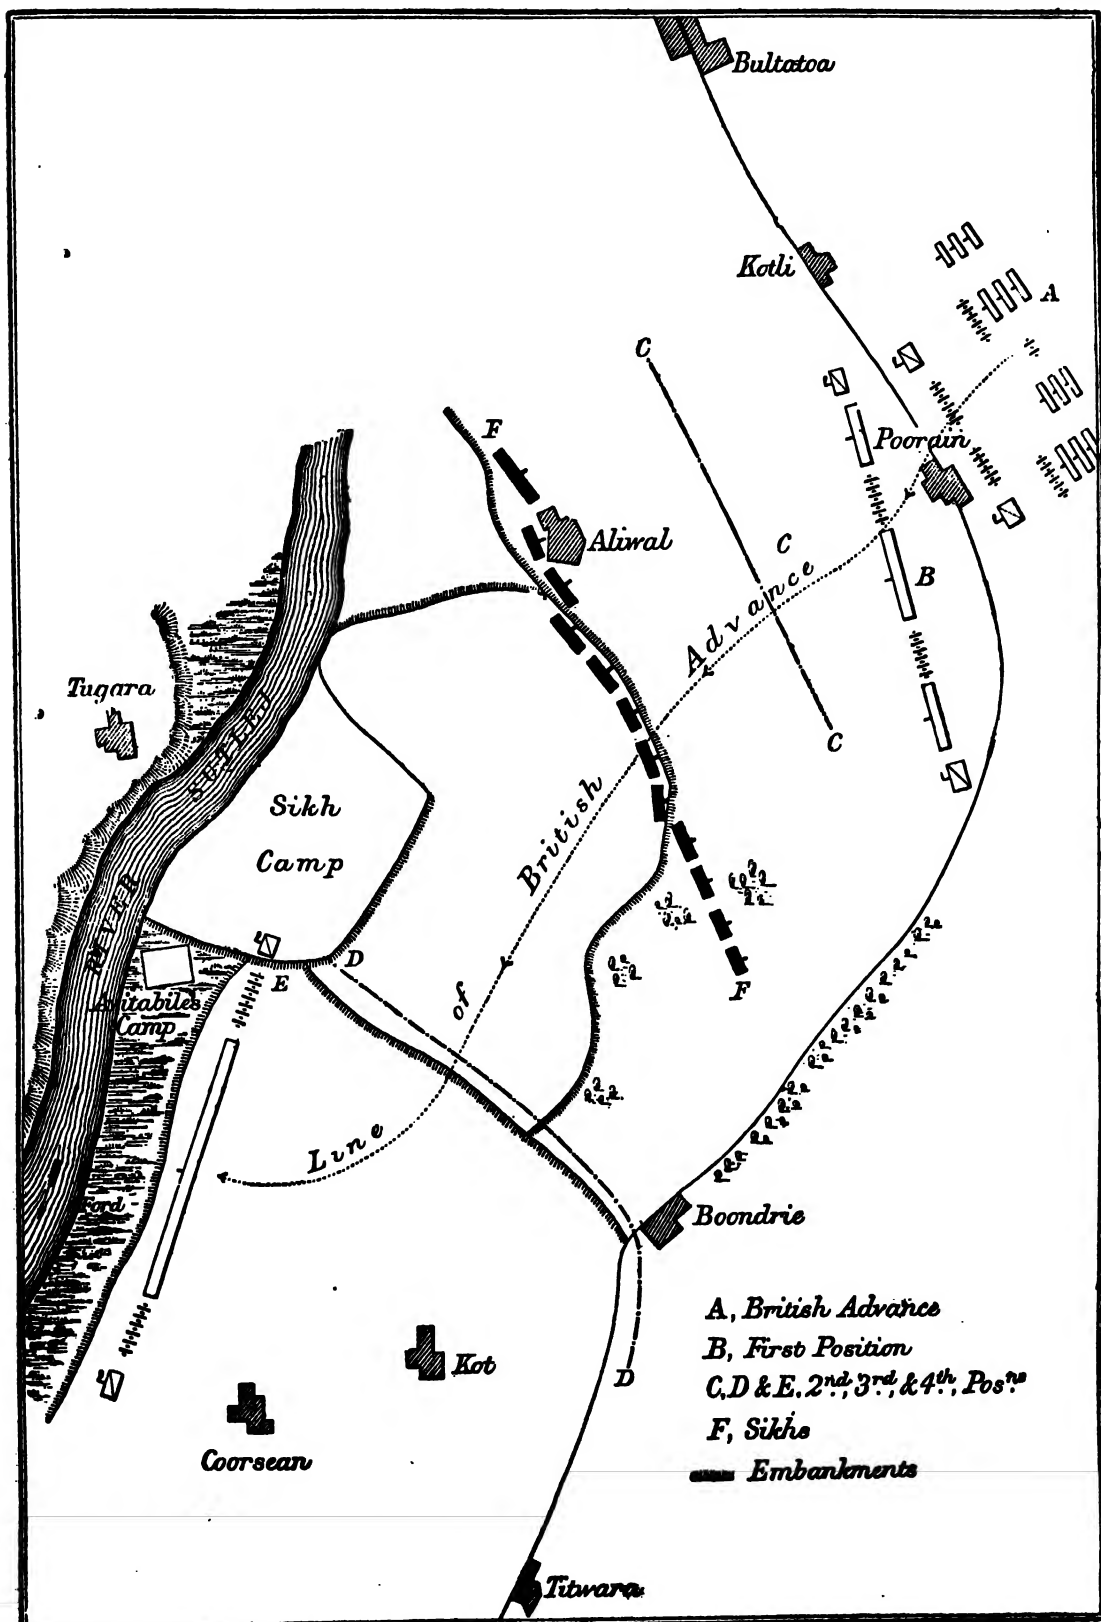 Bultatoa
Kotli
A
C
F
Poorain
Aliwal
C
B
Tugara
RIVER SUTLEJ
C
Sikh
Camp
Line of British Advance
D
E
F
Avitabile's
Camp
Ford
Boondrie
A, British Advance
B, First Position
C, D & E, 2nd, 3rd, & 4th, Posns
F, Sikhs
Embankments
Kot
D
Coorsean
Titwara